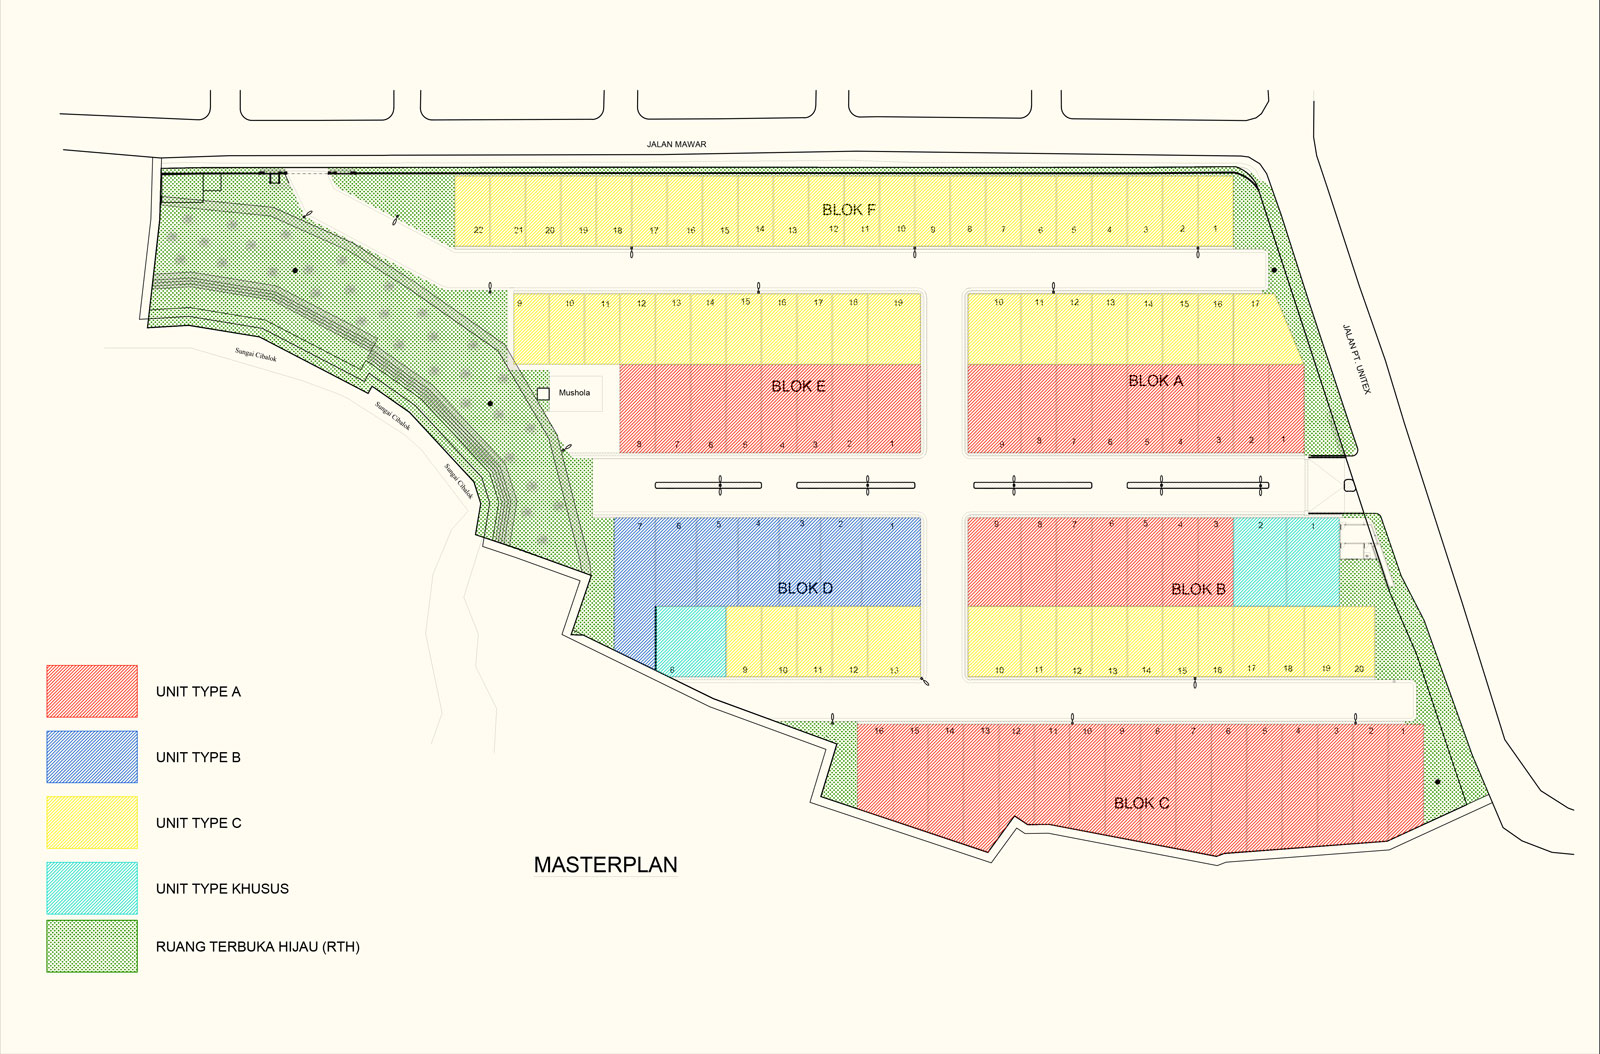 JALAN MAWAR
BLOK F
22 21 20 19 18 17 16 15 14 13 12 11 10 9 8 7 6 5 4 3 2 1
9 10 11 12 13 14 15 16 17 18 19
10 11 12 13 14 15 16 17
JALAN PT. UNITEX
Sungai Cibalok
Sungai Cibalok
Sungai Cibalok
Mushola
BLOK E
BLOK A
8 7 6 5 4 3 2 1
9 8 7 6 5 4 3 2 1
7 6 5 4 3 2 1
9 8 7 6 5 4 3 2 1
BLOK D
BLOK B
9 10 11 12 13
10 11 12 13 14 15 16 17 18 19 20
16 15 14 13 12 11 10 9 8 7 6 5 4 3 2 1
BLOK C
UNIT TYPE A
UNIT TYPE B
UNIT TYPE C
UNIT TYPE KHUSUS
RUANG TERBUKA HIJAU (RTH)
MASTERPLAN